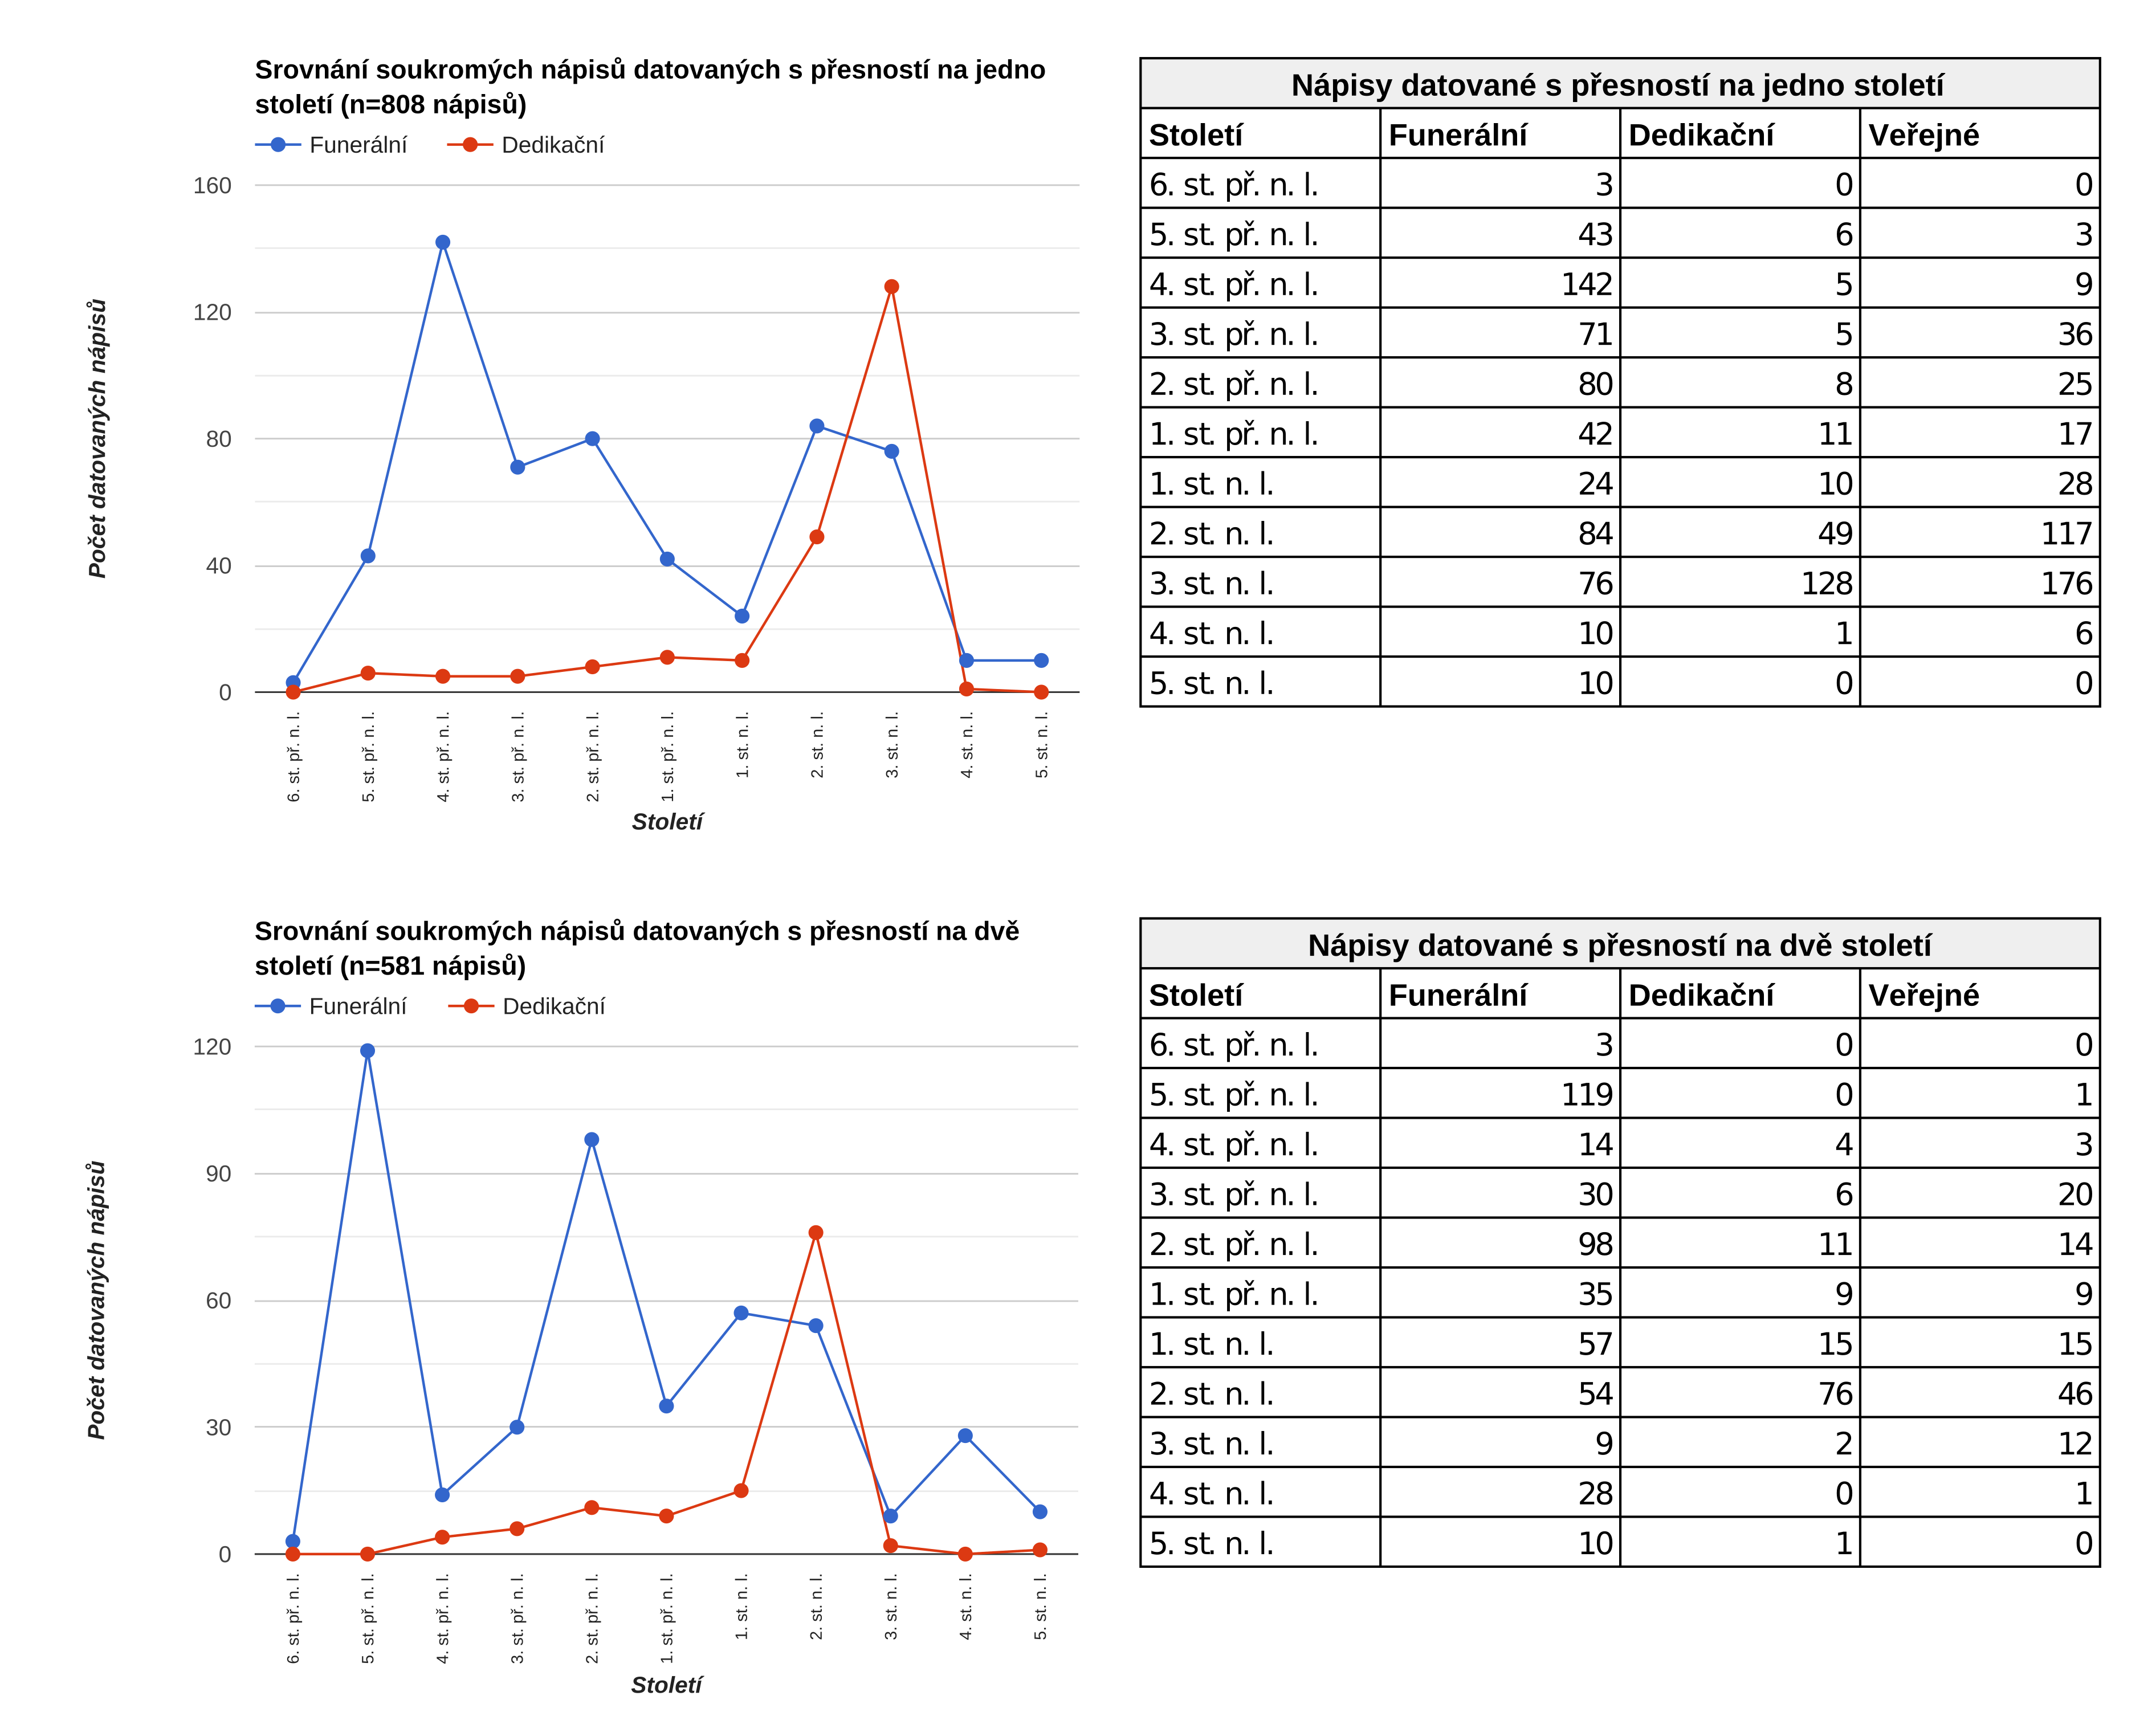 Srovnání soukromých nápisů datovaných s přesností na jedno
století (n=808 nápisů)
Funerální Dedikační
160
120
80
40
0
Počet datovaných nápisů
6. st. př. n. l.
5. st. př. n. l.
4. st. př. n. l.
3. st. př. n. l.
2. st. př. n. l.
1. st. př. n. l.
1. st. n. l.
2. st. n. l.
3. st. n. l.
4. st. n. l.
5. st. n. l.
Století
Nápisy datované s přesností na jedno století
Století Funerální Dedikační Veřejné
6. st. př. n. l. 3 0 0
5. st. př. n. l. 43 6 3
4. st. př. n. l. 142 5 9
3. st. př. n. l. 71 5 36
2. st. př. n. l. 80 8 25
1. st. př. n. l. 42 11 17
1. st. n. l. 24 10 28
2. st. n. l. 84 49 117
3. st. n. l. 76 128 176
4. st. n. l. 10 1 6
5. st. n. l. 10 0 0
Srovnání soukromých nápisů datovaných s přesností na dvě
století (n=581 nápisů)
Funerální Dedikační
120
90
60
30
0
Počet datovaných nápisů
6. st. př. n. l.
5. st. př. n. l.
4. st. př. n. l.
3. st. př. n. l.
2. st. př. n. l.
1. st. př. n. l.
1. st. n. l.
2. st. n. l.
3. st. n. l.
4. st. n. l.
5. st. n. l.
Století
Nápisy datované s přesností na dvě století
Století Funerální Dedikační Veřejné
6. st. př. n. l. 3 0 0
5. st. př. n. l. 119 0 1
4. st. př. n. l. 14 4 3
3. st. př. n. l. 30 6 20
2. st. př. n. l. 98 11 14
1. st. př. n. l. 35 9 9
1. st. n. l. 57 15 15
2. st. n. l. 54 76 46
3. st. n. l. 9 2 12
4. st. n. l. 28 0 1
5. st. n. l. 10 1 0